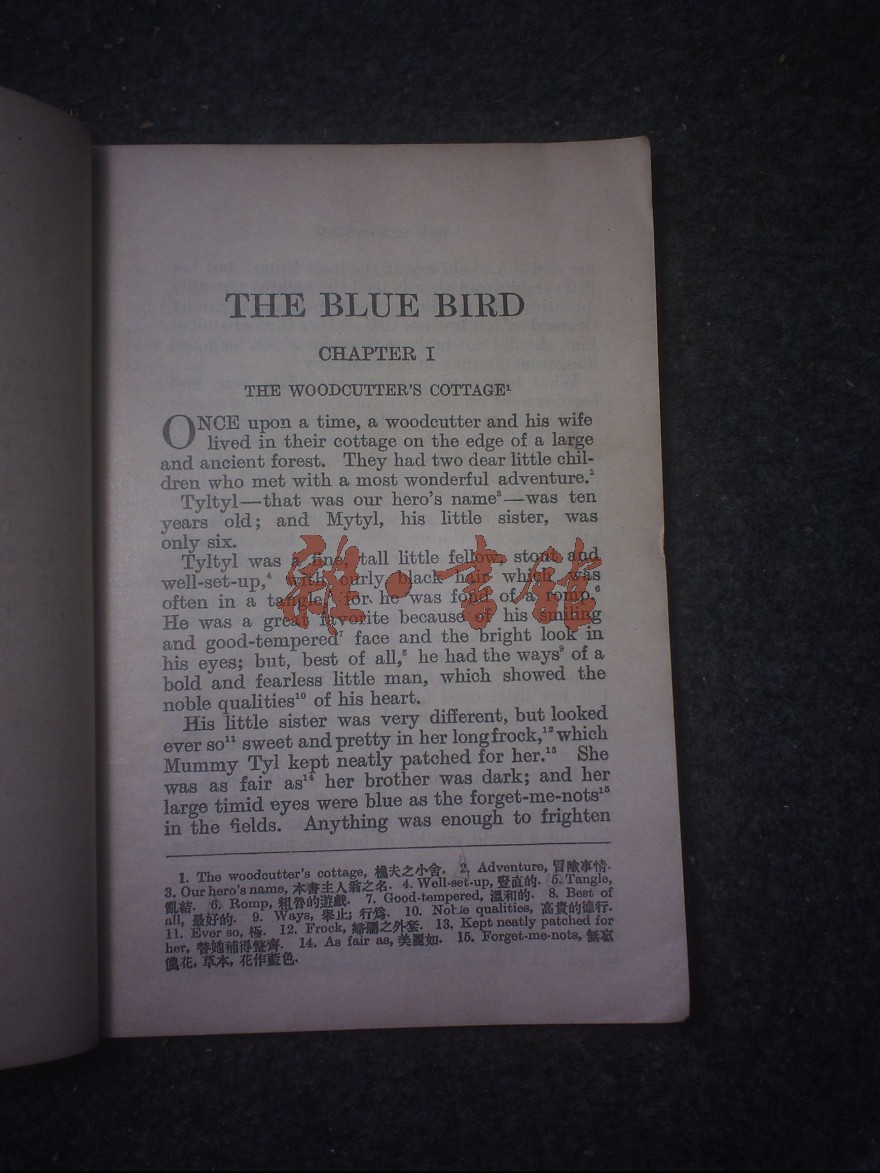 THE BLUE BIRD
CHAPTER I
THE WOODCUTTER'S COTTAGE¹
ONCE upon a time, a woodcutter and his wife
lived in their cottage on the edge of a large
and ancient forest. They had two dear little chil-
dren who met with a most wonderful adventure.²
Tyltyl—that was our hero's name³—was ten
years old; and Mytyl, his little sister, was
only six.
Tyltyl was a fine, tall little fellow, stout and
well-set-up,⁴ with curly black hair which was
often in a tangle,⁵ for he was fond of a romp.⁶
He was a great favorite because of his smiling
and good-tempered⁷ face and the bright look in
his eyes; but, best of all,⁸ he had the ways⁹ of a
bold and fearless little man, which showed the
noble qualities¹⁰ of his heart.
His little sister was very different, but looked
ever so¹¹ sweet and pretty in her long frock,¹² which
Mummy Tyl kept neatly patched for her.¹³ She
was as fair as¹⁴ her brother was dark; and her
large timid eyes were blue as the forget-me-nots¹⁵
in the fields. Anything was enough to frighten
1. The woodcutter's cottage, 樵夫之小舍. 2. Adventure, 冒險事情.
3. Our hero's name, 本書主人翁之名. 4. Well-set-up, 豎直的. 5. Tangle,
亂結. 6. Romp, 粗魯的遊戲. 7. Good-tempered, 溫和的. 8. Best of
all, 最好的. 9. Ways, 舉止; 行爲. 10. Noble qualities, 高貴的德行.
11. Ever so, 極. 12. Frock, 婦孺之外套. 13. Kept neatly patched for
her, 替她補得整齊. 14. As fair as, 美麗如. 15. Forget-me-nots, 無忘
儂花, 草本, 花作藍色.
雜·書館